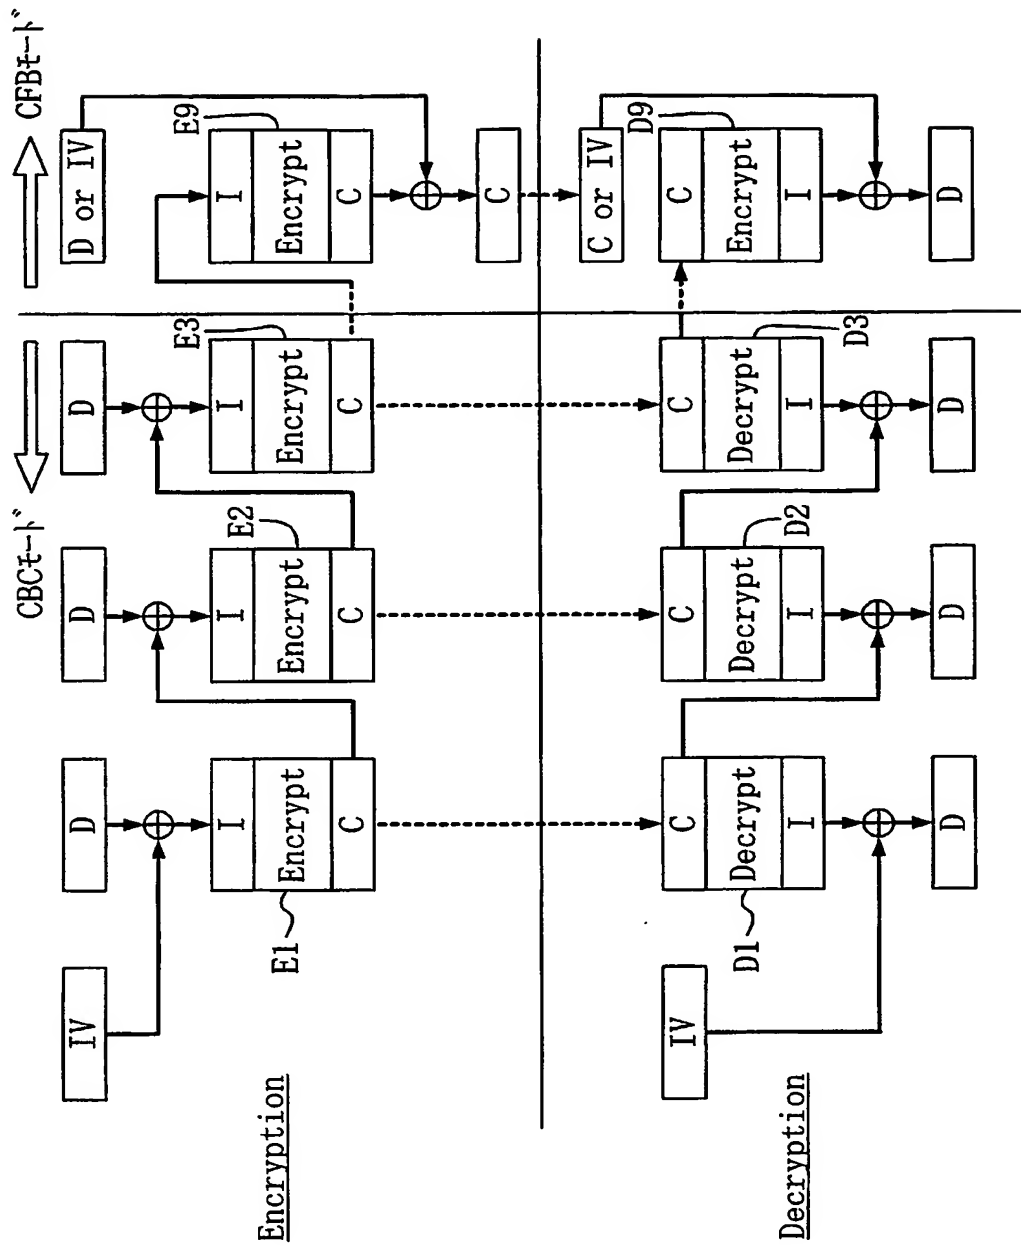 CBCモード
CFBモード
IV
D
D
D
D or IV
E3
E9
E2
I
I
I
I
Encryption
E1
Encrypt
Encrypt
Encrypt
Encrypt
C
C
C
C
C
C or IV
D9
IV
C
C
C
C
D1
Decrypt
Decrypt
Decrypt
Encrypt
D2
Decryption
I
I
I
I
D3
D
D
D
D